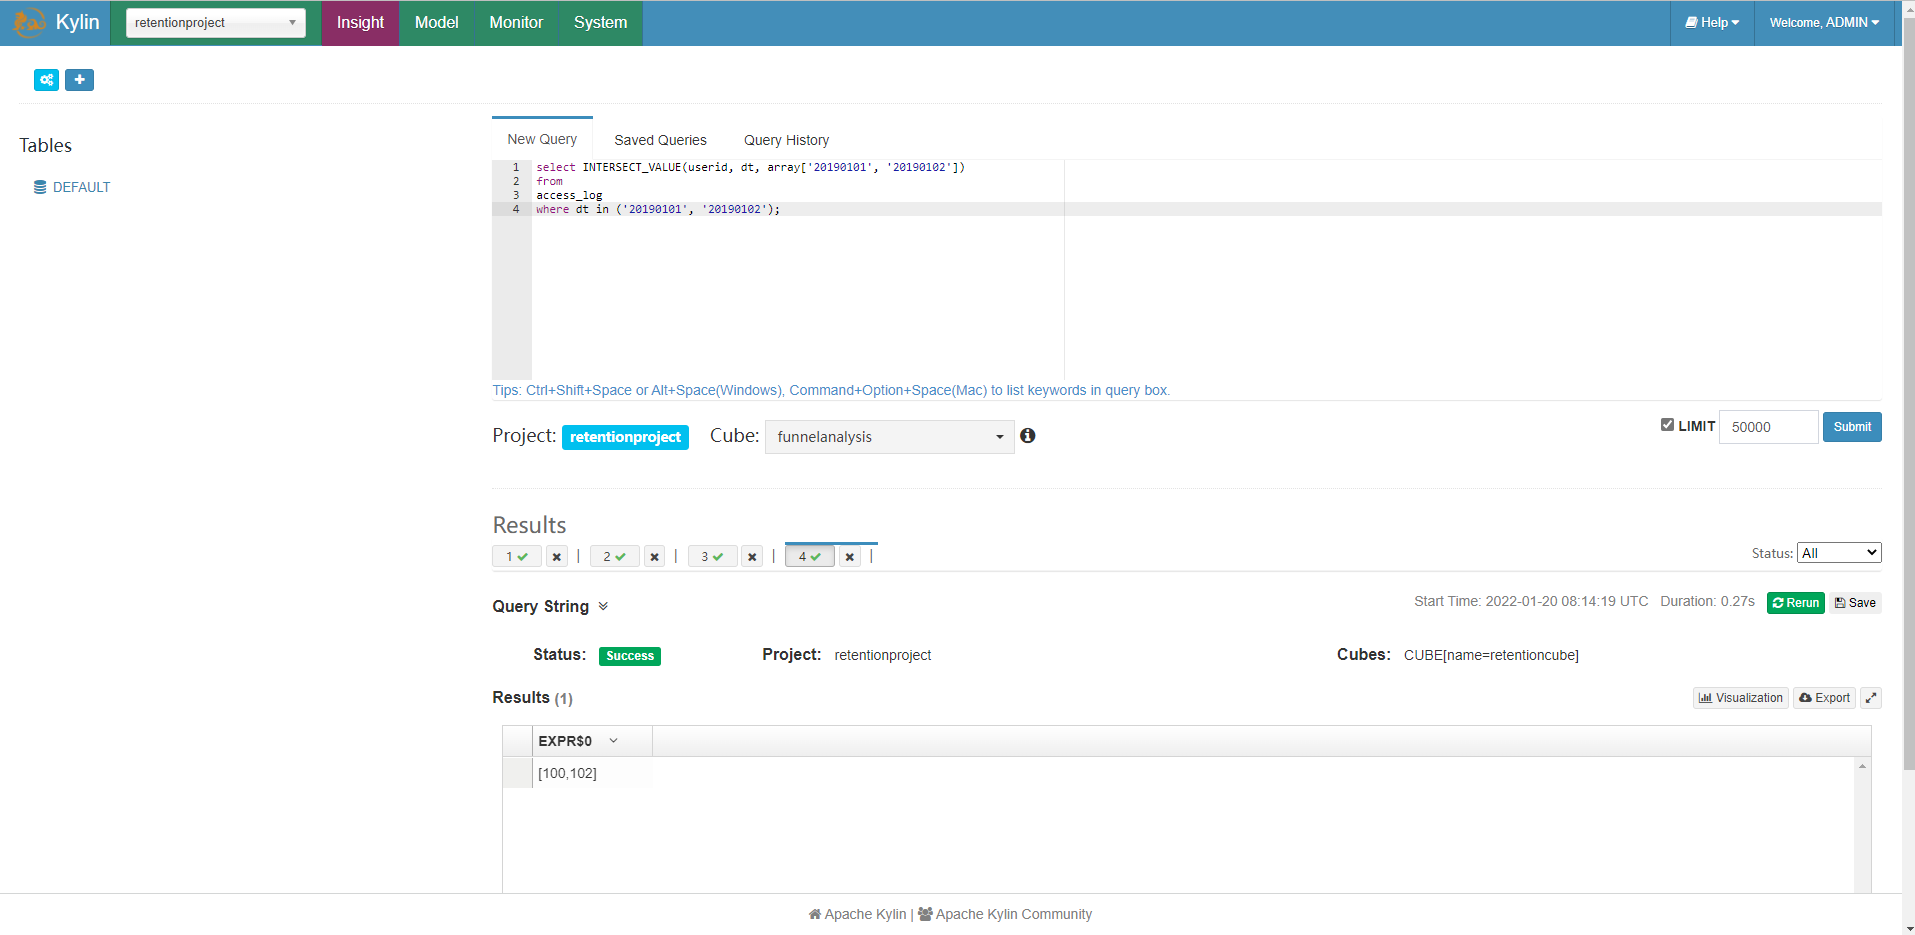 Kylin
retentionproject
Insight
Model
Monitor
System
Help
Welcome, ADMIN
Tables
DEFAULT
New Query
Saved Queries
Query History
1 select INTERSECT_VALUE(userid, dt, array['20190101', '20190102'])
2 from
3 access_log
4 where dt in ('20190101', '20190102');
Tips: Ctrl+Shift+Space or Alt+Space(Windows), Command+Option+Space(Mac) to list keywords in query box.
Project: retentionproject Cube: funnelanalysis
LIMIT 50000 Submit
Results
1 | 2 | 3 | 4 |
Status: All
Query String
Start Time: 2022-01-20 08:14:19 UTC Duration: 0.27s Rerun Save
Status: Success Project: retentionproject Cubes: CUBE[name=retentioncube]
Results (1)
Visualization Export
EXPR$0
[100,102]
Apache Kylin | Apache Kylin Community